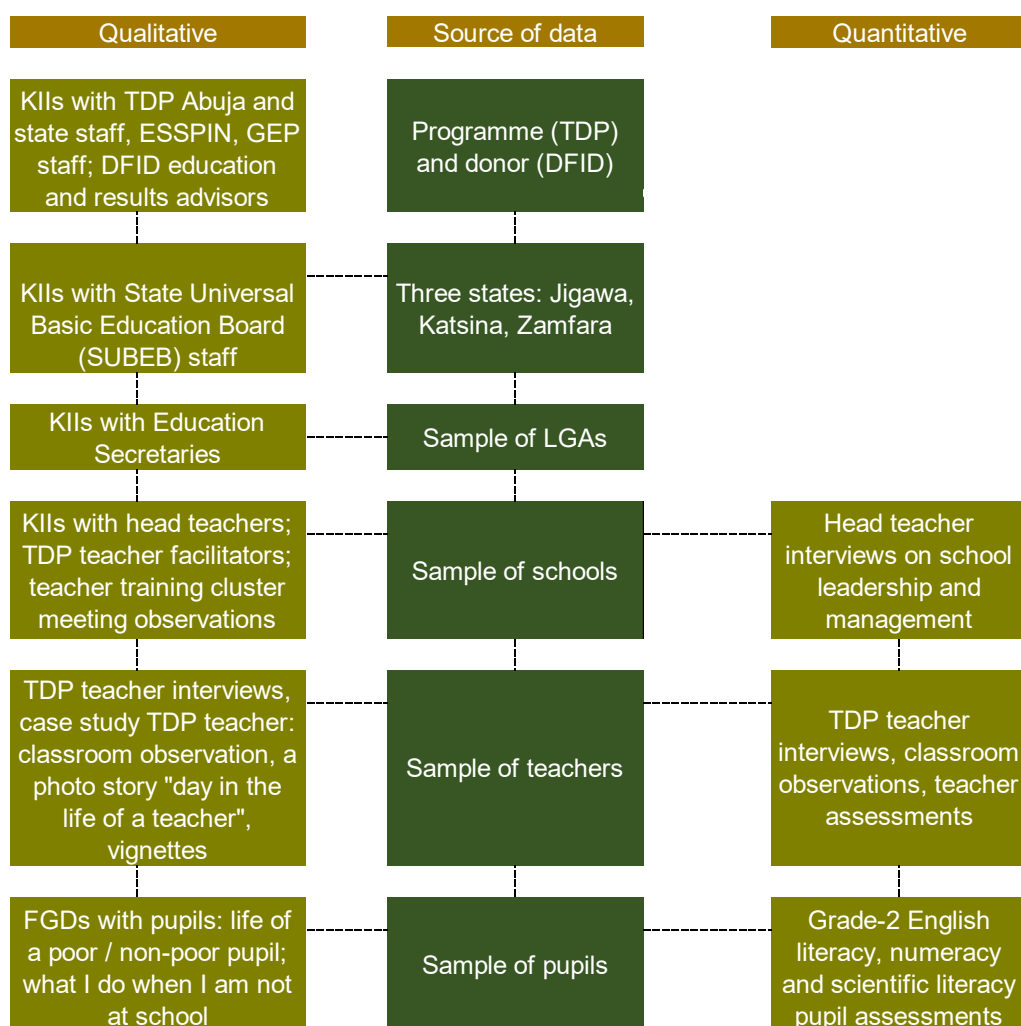 Qualitative
Source of data
Quantitative
KIIs with TDP Abuja and
state staff, ESSPIN, GEP
staff; DFID education
and results advisors
Programme (TDP)
and donor (DFID)
KIIs with State Universal
Basic Education Board
(SUBEB) staff
Three states: Jigawa,
Katsina, Zamfara
KIIs with Education
Secretaries
Sample of LGAs
KIIs with head teachers;
TDP teacher facilitators;
teacher training cluster
meeting observations
Sample of schools
Head teacher
interviews on school
leadership and
management
TDP teacher interviews,
case study TDP teacher:
classroom observation, a
photo story "day in the
life of a teacher",
vignettes
Sample of teachers
TDP teacher
interviews, classroom
observations, teacher
assessments
FGDs with pupils: life of
a poor / non-poor pupil;
what I do when I am not
at school
Sample of pupils
Grade-2 English
literacy, numeracy
and scientific literacy
pupil assessments